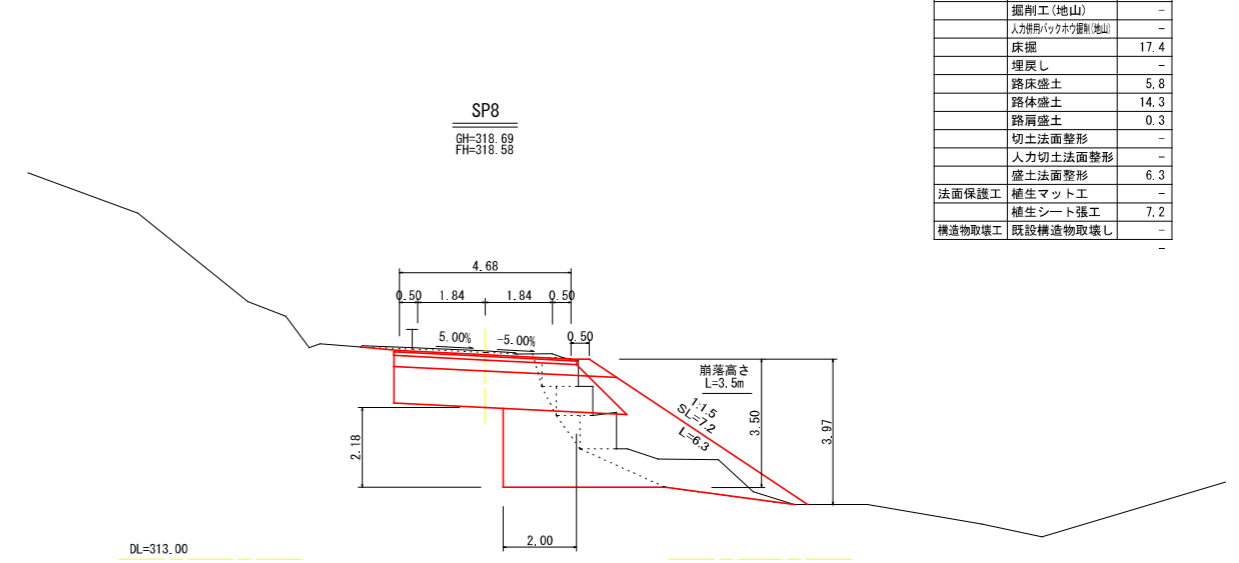 掘削工(地山) -
人力併用バックホウ掘削(地山) -
床掘 17.4
埋戻し -
路床盛土 5.8
路体盛土 14.3
路肩盛土 0.3
切土法面整形 -
人力切土法面整形 -
盛土法面整形 6.3
法面保護工 植生マット工 -
植生シート張工 7.2
構造物取壊工 既設構造物取壊し -
-
SP8
GH=318.69
FH=318.58
4.68
0.50 1.84 1.84 0.50
5.00% -5.00% 0.50
崩落高さ
L=3.5m
1:1.5
SL=7.2
L=6.3
3.50
3.97
2.18
2.00
DL=313.00